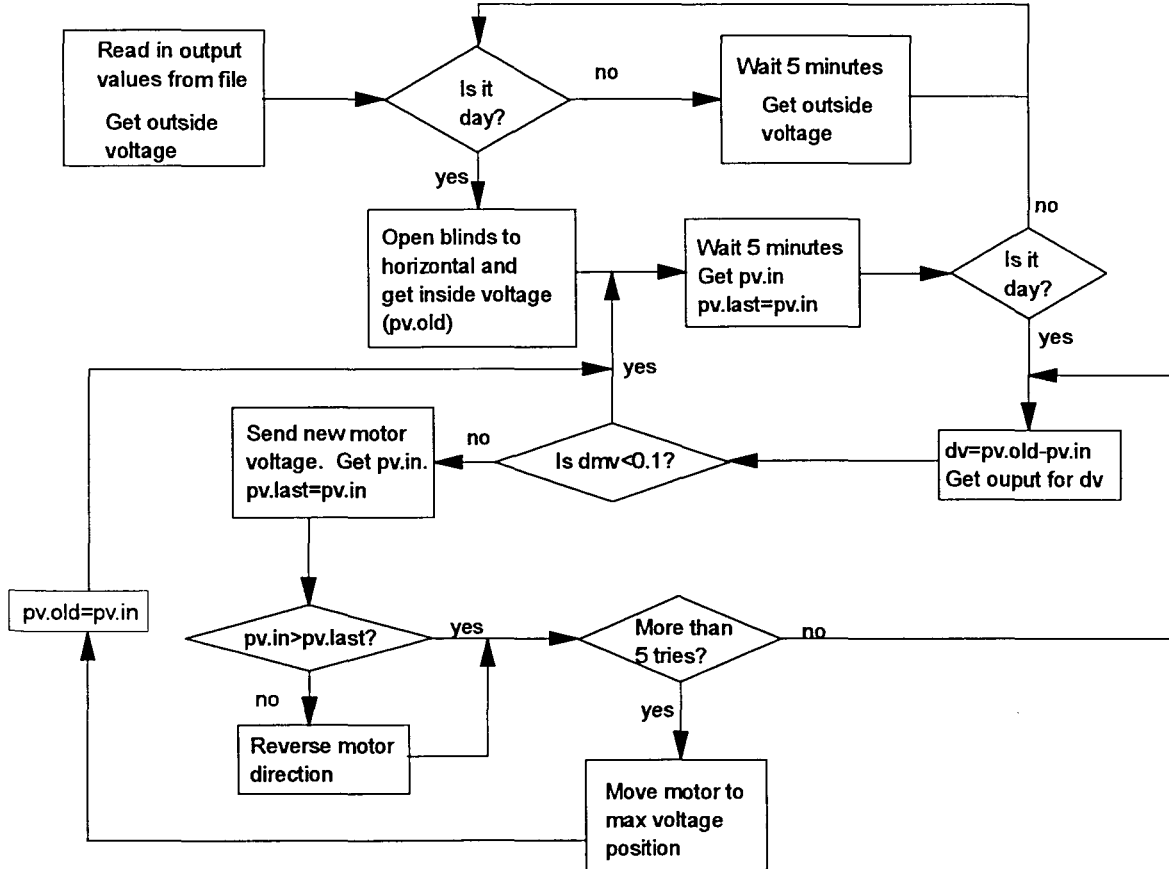 Read in output
values from file
Get outside
voltage
Is it
day?
no
Wait 5 minutes
Get outside
voltage
yes
Open blinds to
horizontal and
get inside voltage
(pv.old)
Wait 5 minutes
Get pv.in
pv.last=pv.in
no
Is it
day?
yes
yes
Send new motor
voltage. Get pv.in.
pv.last=pv.in
no
Is dmv<0.1?
dv=pv.old-pv.in
Get ouput for dv
pv.old=pv.in
pv.in>pv.last?
yes
More than
5 tries?
no
no
Reverse motor
direction
yes
Move motor to
max voltage
position